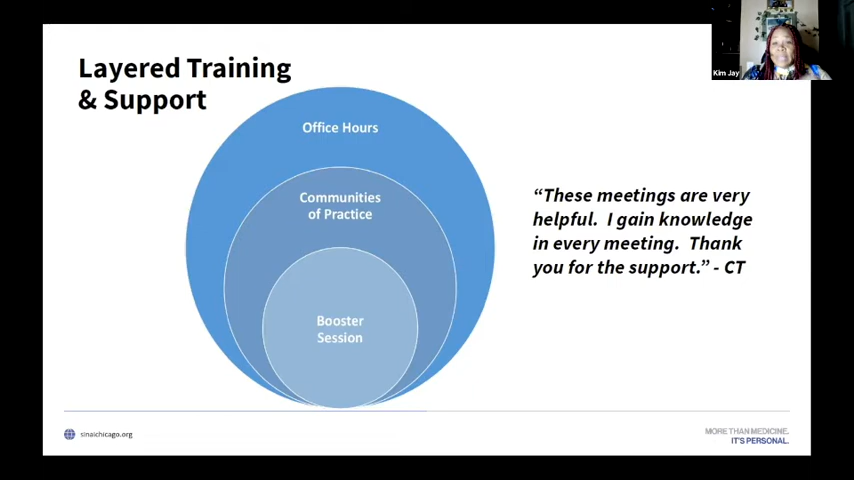 Kim Jay
Layered Training
& Support
Office Hours
Communities
of Practice
Booster
Session
“These meetings are very
helpful.  I gain knowledge
in every meeting.  Thank
you for the support.” - CT
sinaichicago.org
MORE THAN MEDICINE.
IT'S PERSONAL.